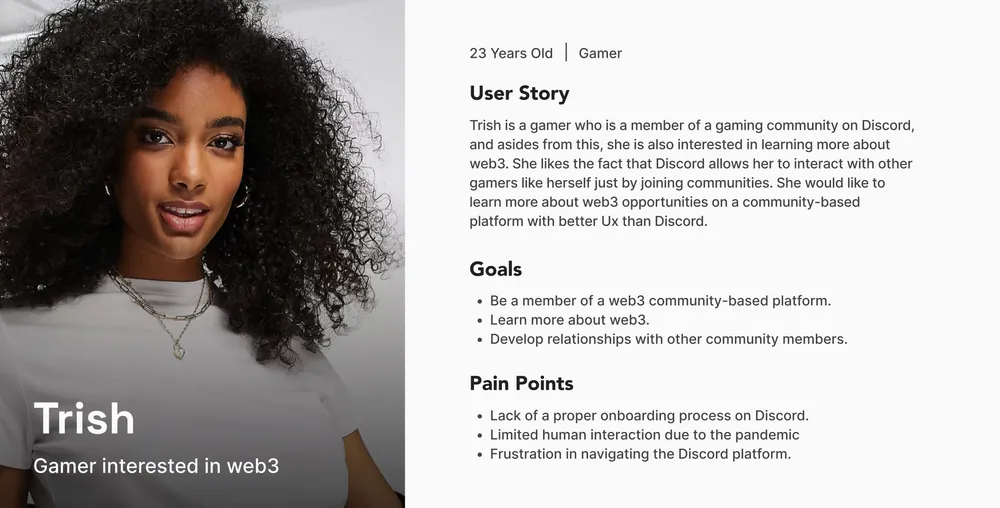 Trish
Gamer interested in web3
23 Years Old | Gamer
User Story
Trish is a gamer who is a member of a gaming community on Discord,
and asides from this, she is also interested in learning more about
web3. She likes the fact that Discord allows her to interact with other
gamers like herself just by joining communities. She would like to
learn more about web3 opportunities on a community-based
platform with better Ux than Discord.
Goals
• Be a member of a web3 community-based platform.
• Learn more about web3.
• Develop relationships with other community members.
Pain Points
• Lack of a proper onboarding process on Discord.
• Limited human interaction due to the pandemic
• Frustration in navigating the Discord platform.